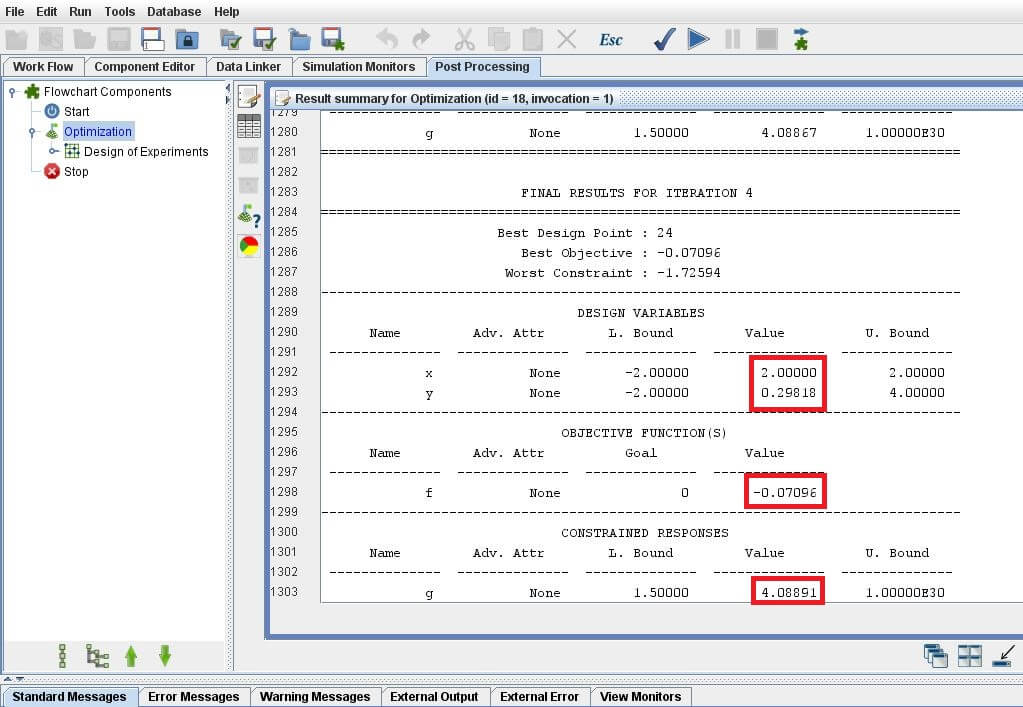 File Edit Run Tools Database Help
Esc
Work Flow Component Editor Data Linker Simulation Monitors Post Processing
Flowchart Components
Start
Optimization
Design of Experiments
Stop
?
Result summary for Optimization (id = 18, invocation = 1)
1279 ------------- ------------- ------------- ------------- -------------
1280 g None 1.50000 4.08867 1.00000E30
1281 ================================================================================
1282
1283 FINAL RESULTS FOR ITERATION 4
1284 ================================================================================
1285 Best Design Point : 24
1286 Best Objective : -0.07096
1287 Worst Constraint : -1.72594
1288 --------------------------------------------------------------------------------
1289 DESIGN VARIABLES
1290 Name Adv. Attr L. Bound Value U. Bound
1291 -------------- -------------- -------------- -------------- --------------
1292 x None -2.00000 2.00000 2.00000
1293 y None -2.00000 0.29818 4.00000
1294 --------------------------------------------------------------------------------
1295 OBJECTIVE FUNCTION(S)
1296 Name Adv. Attr Goal Value
1297 -------------- -------------- -------------- --------------
1298 f None 0 -0.07096
1299 --------------------------------------------------------------------------------
1300 CONSTRAINED RESPONSES
1301 Name Adv. Attr L. Bound Value U. Bound
1302 -------------- -------------- -------------- -------------- --------------
1303 g None 1.50000 4.08891 1.00000E30
Standard Messages Error Messages Warning Messages External Output External Error View Monitors